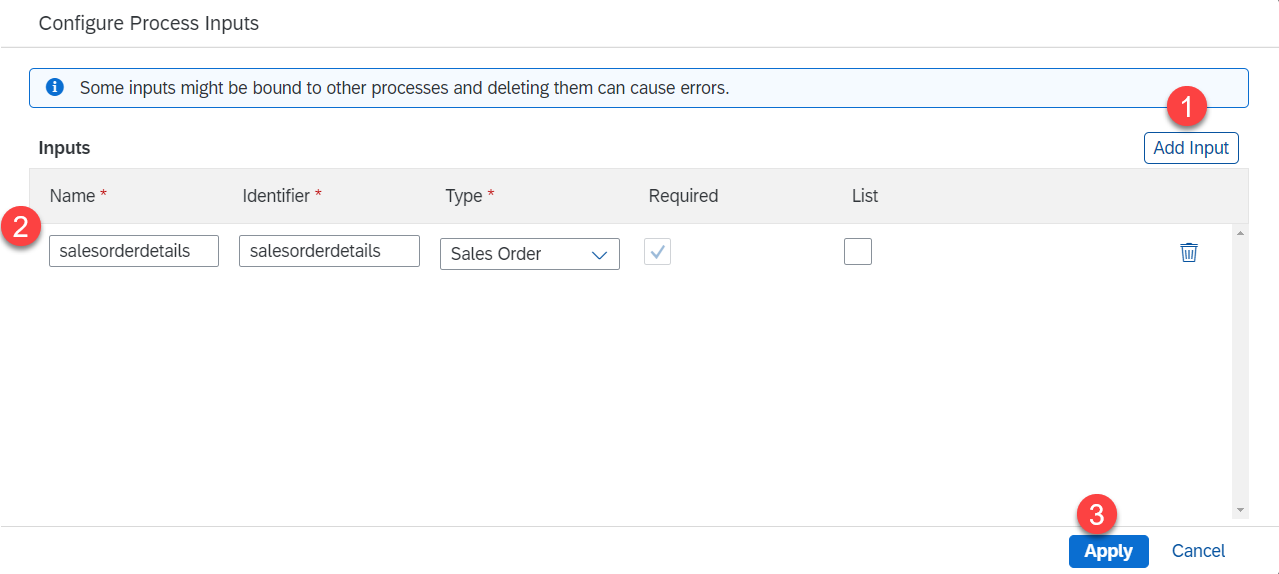 Configure Process Inputs
Some inputs might be bound to other processes and deleting them can cause errors.
1
Inputs Add Input
Name * Identifier * Type * Required List
2
salesorderdetails salesorderdetails Sales Order
3
Apply Cancel